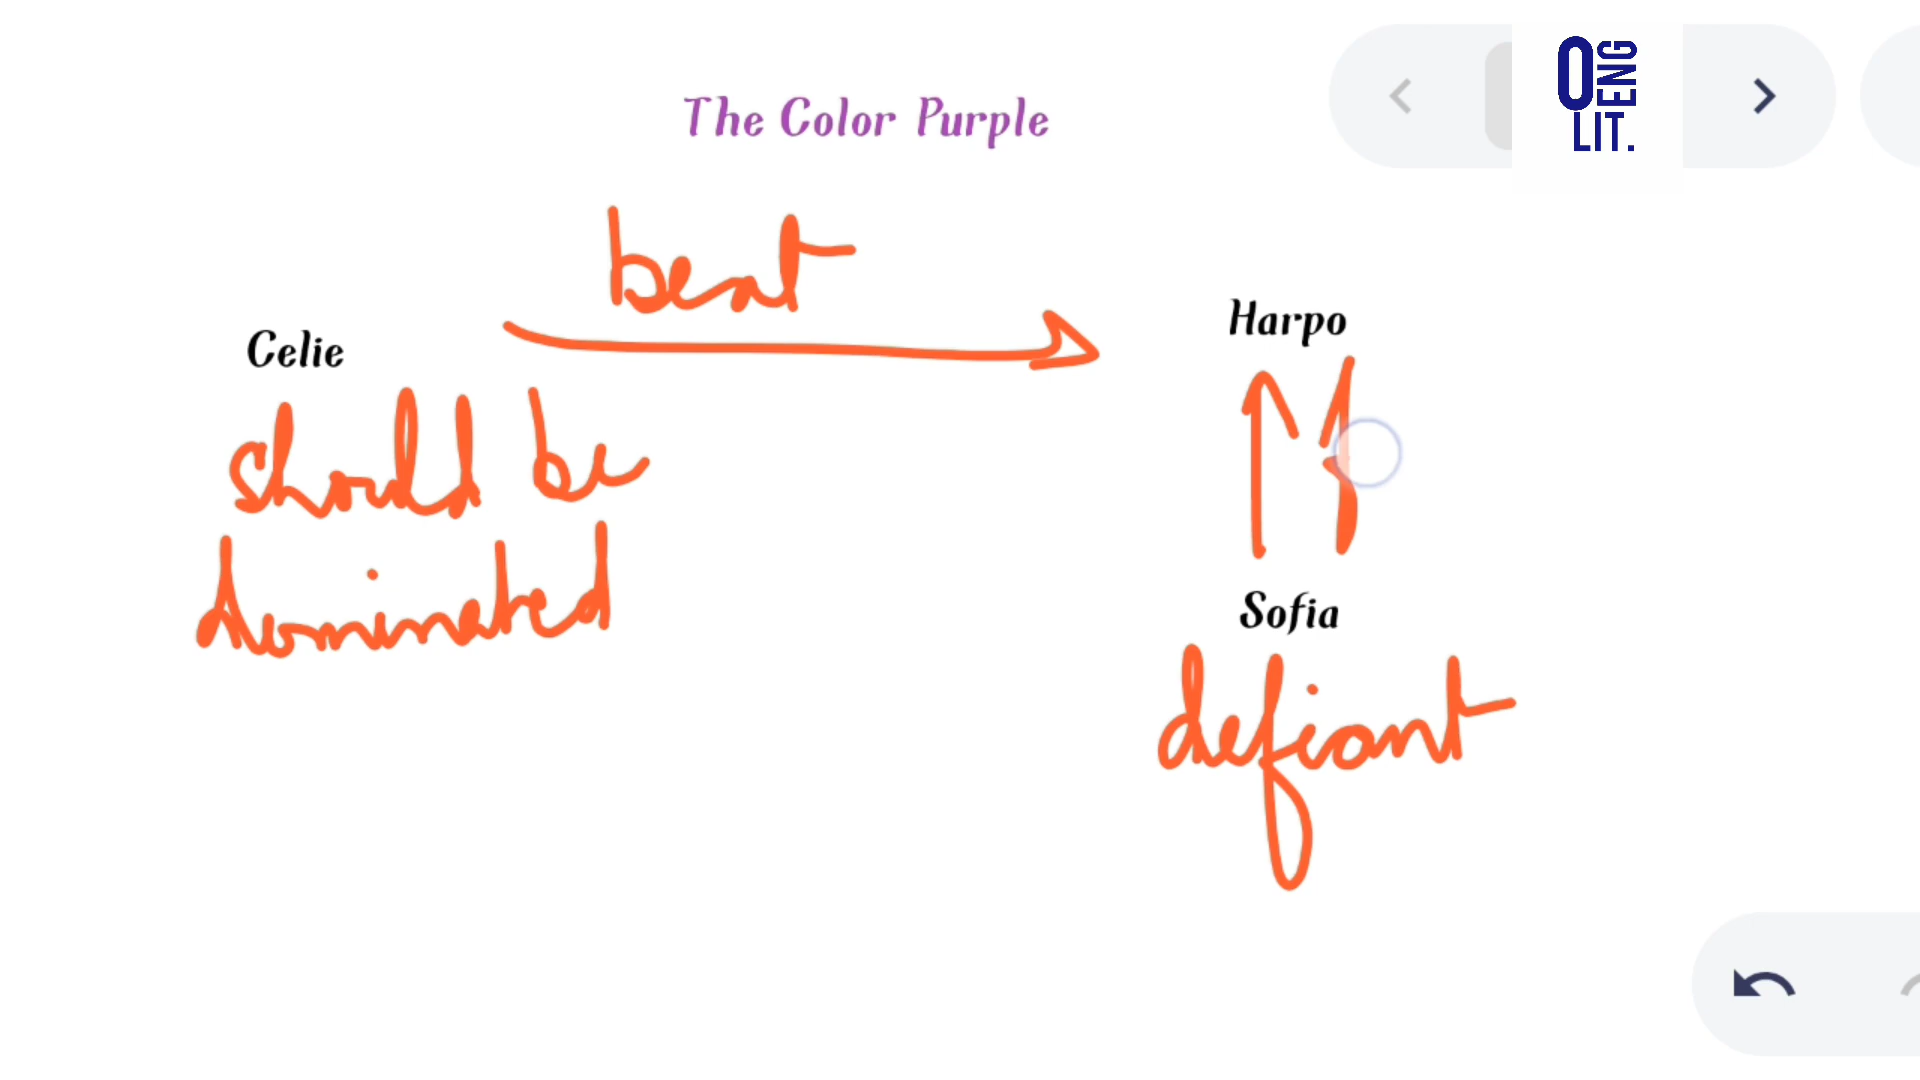 The Color Purple
O ENG
LIT.
beat
Harpo
Celie
should be
dominated
Sofia
defiant